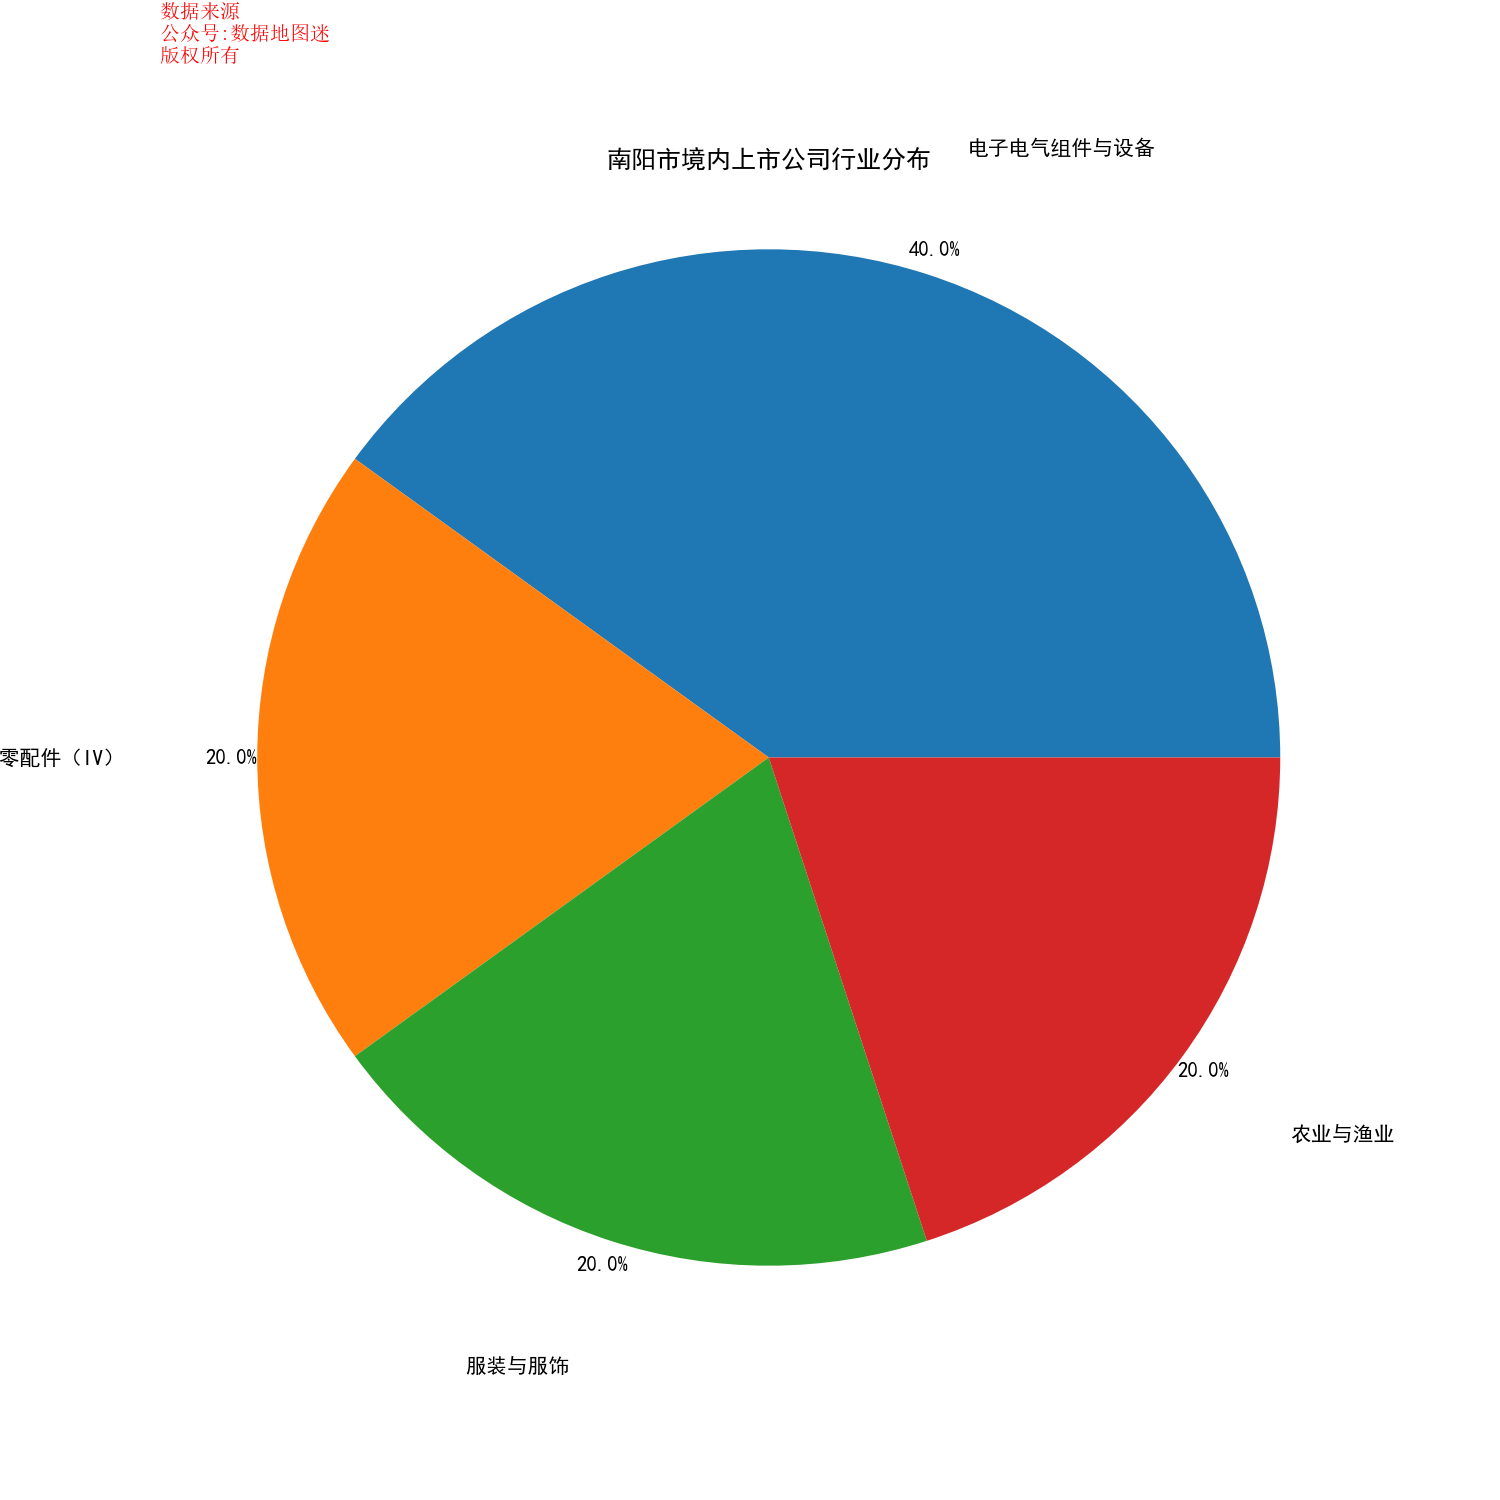 数据来源
公众号:数据地图迷
版权所有
电子电气组件与设备
南阳市境内上市公司行业分布
40.0%
零配件（IV）
20.0%
20.0%
农业与渔业
20.0%
服装与服饰